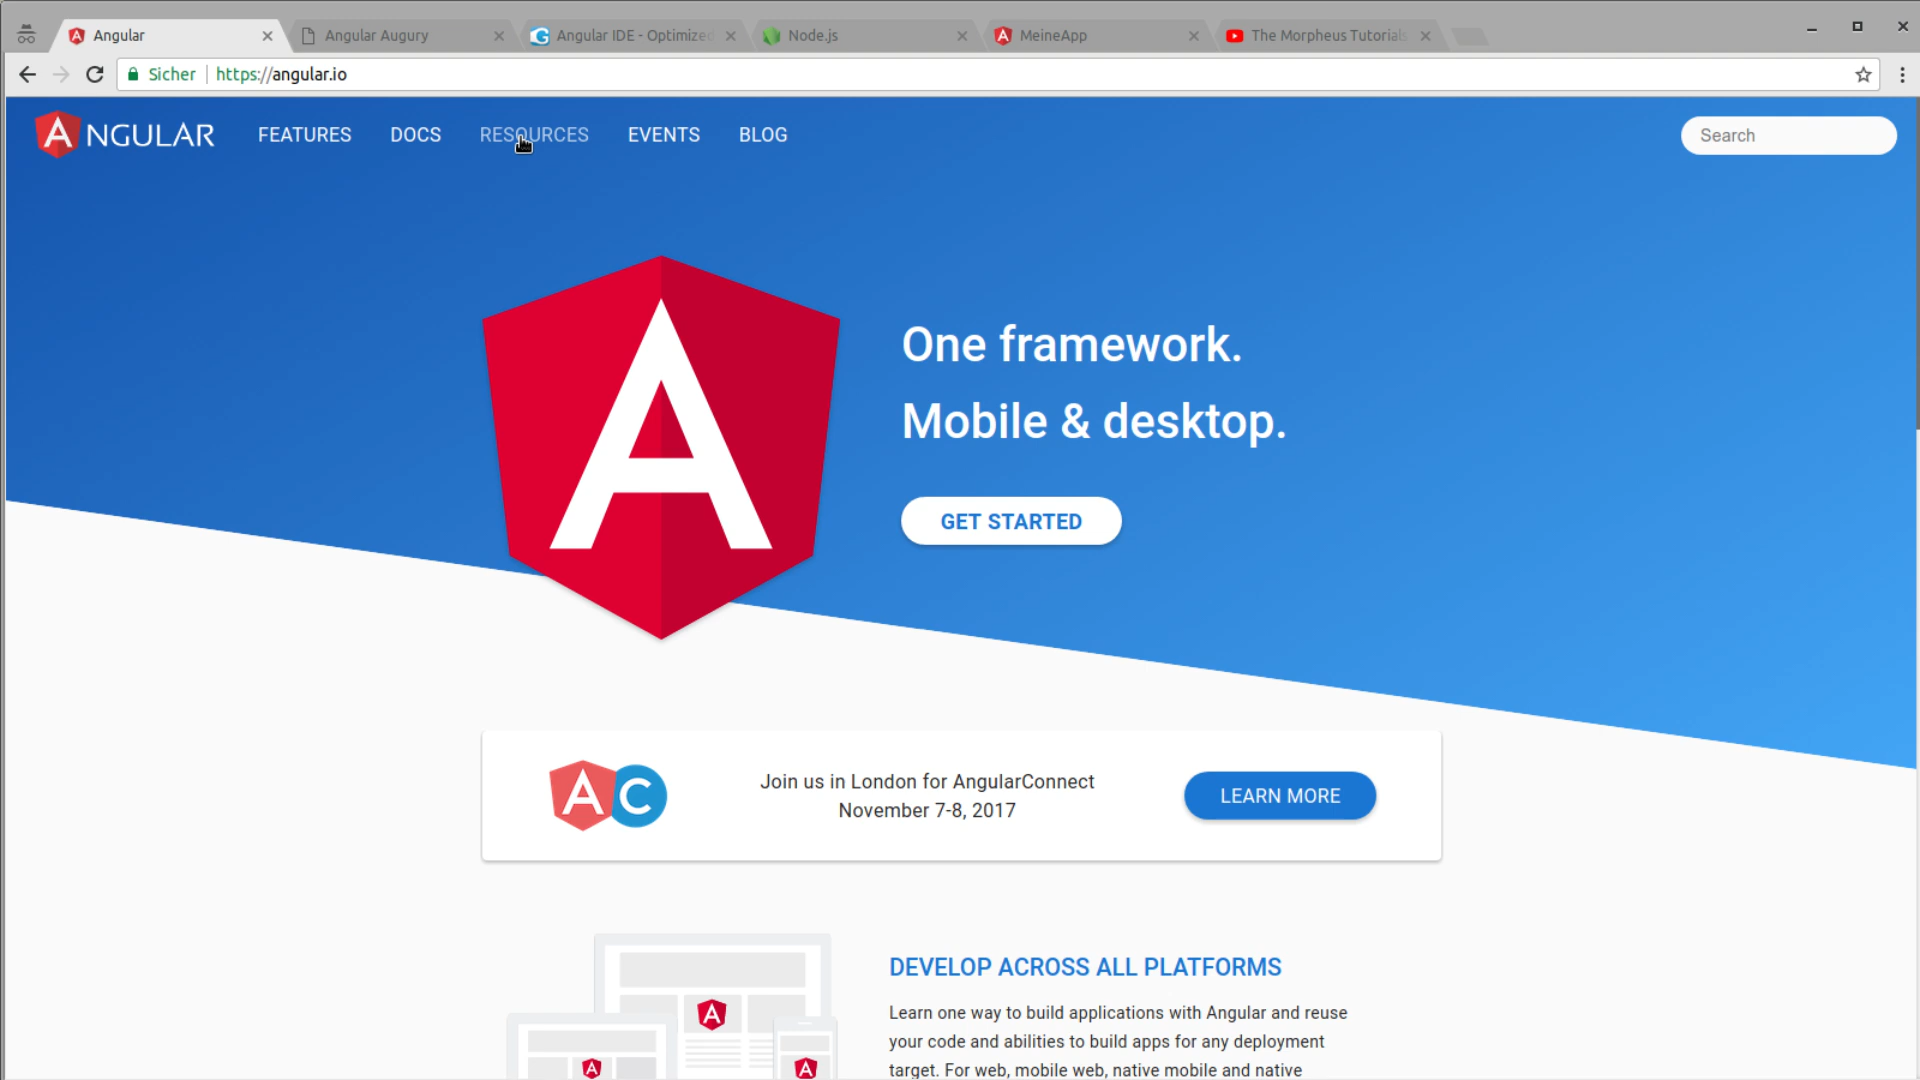 Angular
Angular Augury
Angular IDE - Optimized
Node.js
MeineApp
The Morpheus Tutorials
Sicher
https://angular.io
ANGULAR
FEATURES
DOCS
RESOURCES
EVENTS
BLOG
Search
A
One framework.
Mobile & desktop.
GET STARTED
AC
Join us in London for AngularConnect
November 7-8, 2017
LEARN MORE
DEVELOP ACROSS ALL PLATFORMS
Learn one way to build applications with Angular and reuse
your code and abilities to build apps for any deployment
target. For web, mobile web, native mobile and native
A
A
A